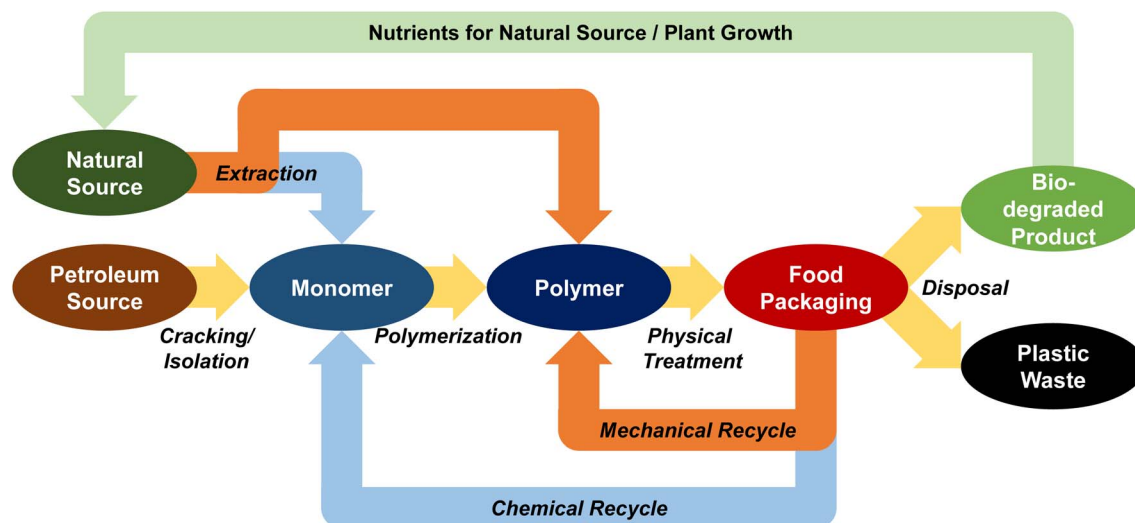 Nutrients for Natural Source / Plant Growth
Natural
Source
Extraction
Bio-
degraded
Product
Petroleum
Source
Monomer
Polymer
Food
Packaging
Disposal
Cracking/
Isolation
Polymerization
Physical
Treatment
Plastic
Waste
Mechanical Recycle
Chemical Recycle